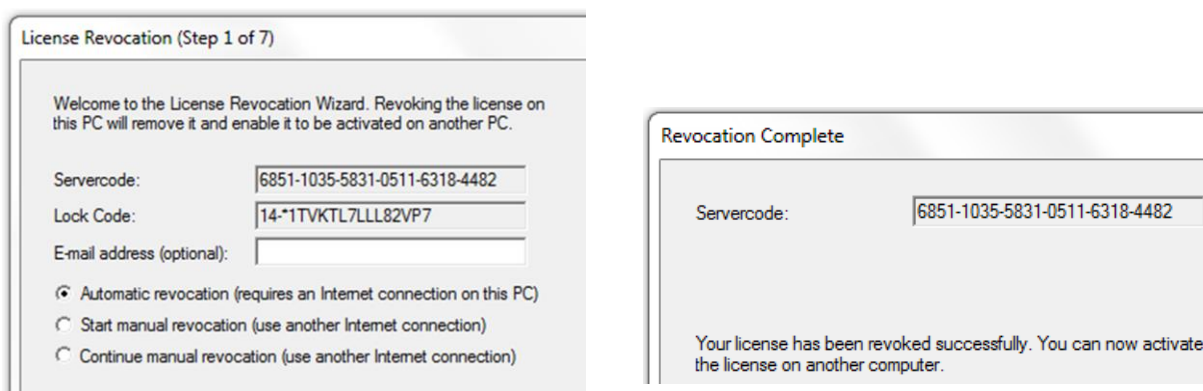 License Revocation (Step 1 of 7)
Welcome to the License Revocation Wizard. Revoking the license on
this PC will remove it and enable it to be activated on another PC.
Servercode: 6851-1035-5831-0511-6318-4482
Lock Code: 14-*1TVKTL7LLL82VP7
E-mail address (optional):
Automatic revocation (requires an Internet connection on this PC)
Start manual revocation (use another Internet connection)
Continue manual revocation (use another Internet connection)
Revocation Complete
Servercode: 6851-1035-5831-0511-6318-4482
Your license has been revoked successfully. You can now activate
the license on another computer.